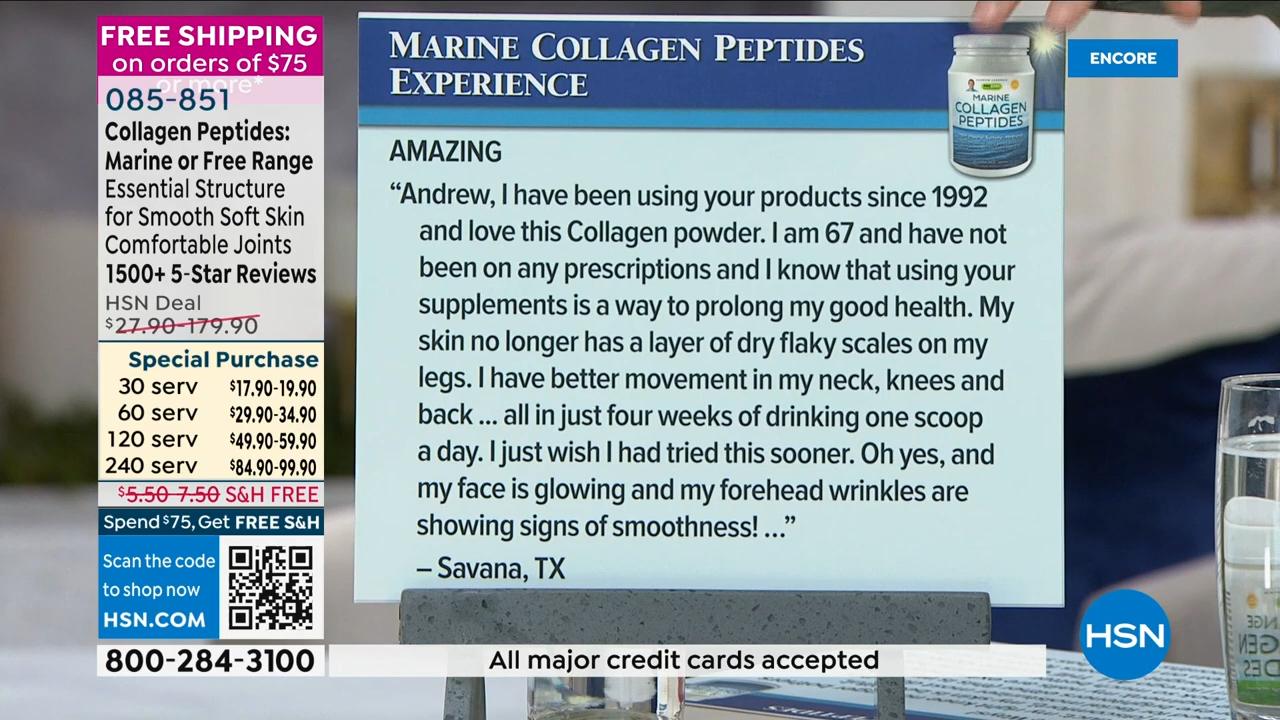 FREE SHIPPING
on orders of $75
or more*
085-851
Collagen Peptides:
Marine or Free Range
Essential Structure
for Smooth Soft Skin
Comfortable Joints
1500+ 5-Star Reviews
HSN Deal
$27.90-179.90
Special Purchase
30 serv $17.90-19.90
60 serv $29.90-34.90
120 serv $49.90-59.90
240 serv $84.90-99.90
$5.50-7.50 S&H FREE
Spend $75, Get FREE S&H
Scan the code
to shop now
HSN.COM
800-284-3100
All major credit cards accepted
MARINE COLLAGEN PEPTIDES
EXPERIENCE
MARINE
COLLAGEN
PEPTIDES
AMAZING
“Andrew, I have been using your products since 1992
and love this Collagen powder. I am 67 and have not
been on any prescriptions and I know that using your
supplements is a way to prolong my good health. My
skin no longer has a layer of dry flaky scales on my
legs. I have better movement in my neck, knees and
back ... all in just four weeks of drinking one scoop
a day. I just wish I had tried this sooner. Oh yes, and
my face is glowing and my forehead wrinkles are
showing signs of smoothness! ...”
– Savana, TX
ENCORE
HSN